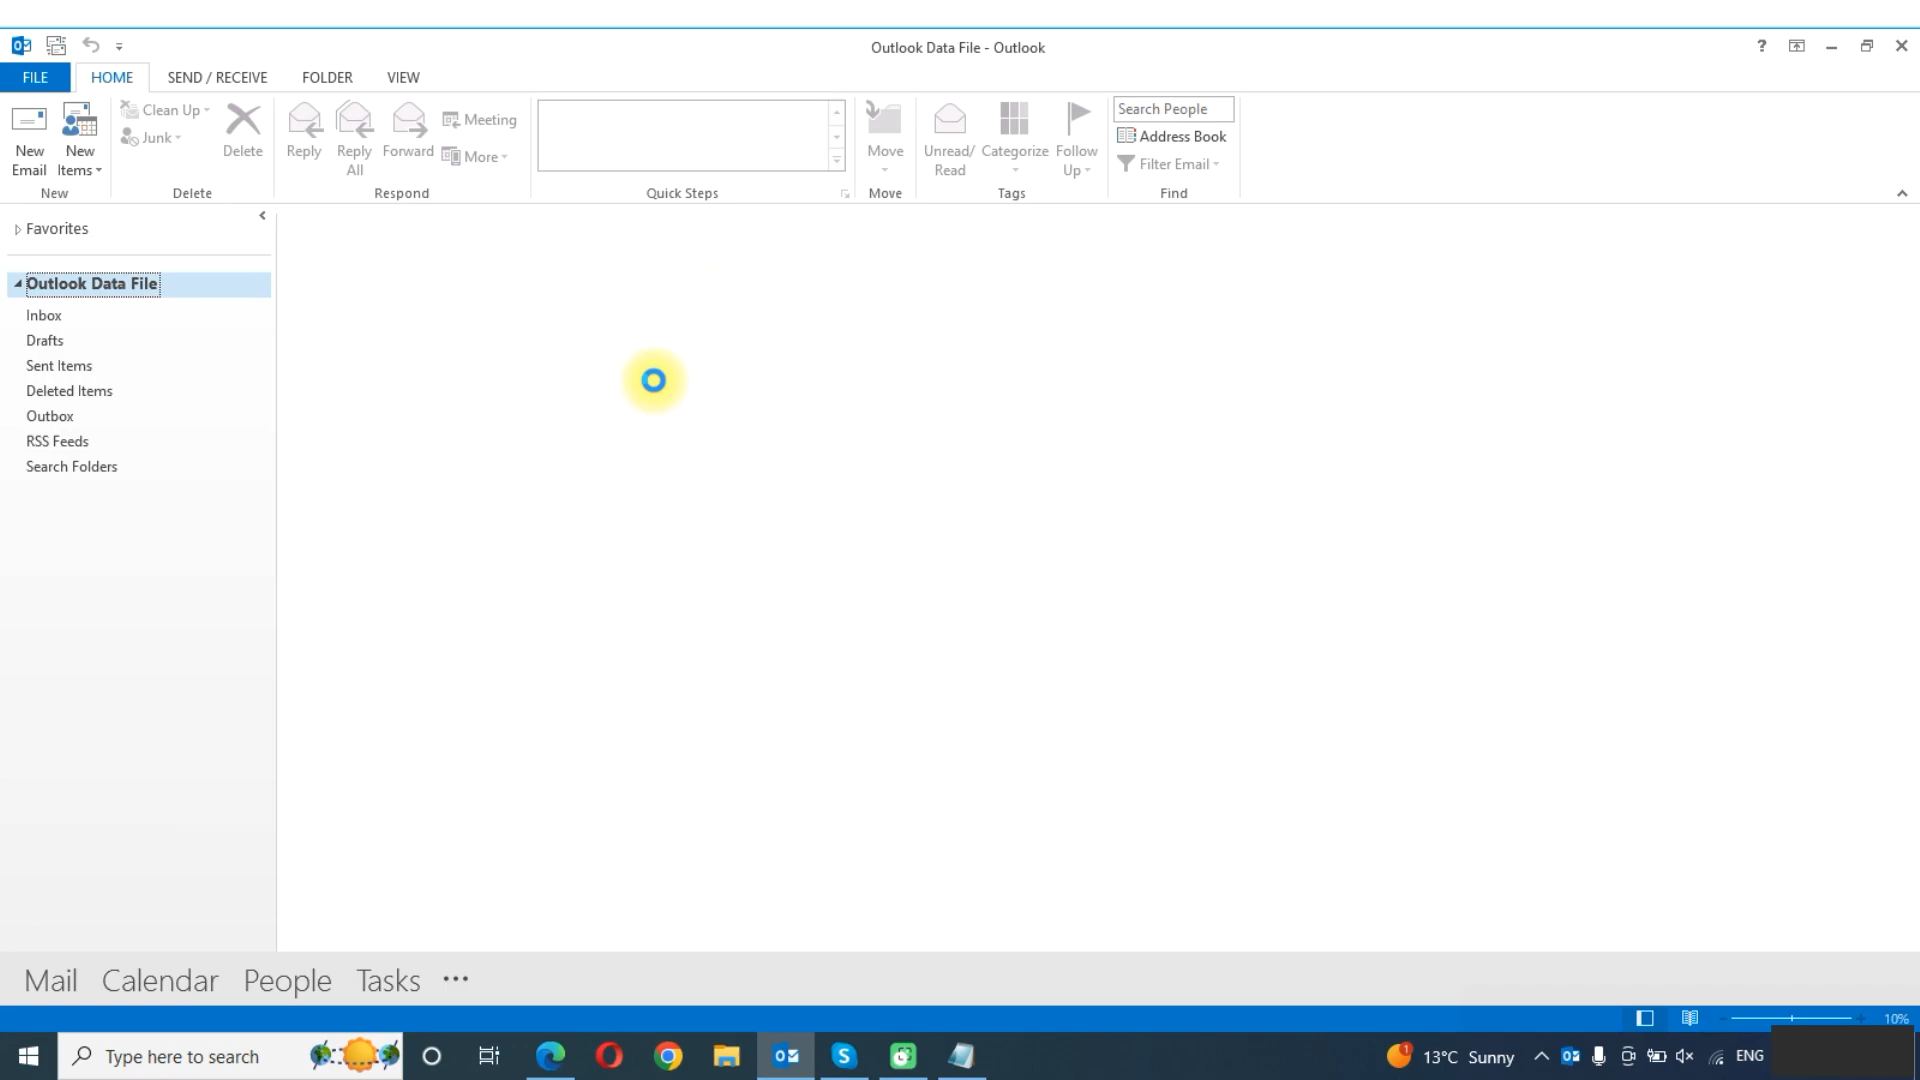 Outlook Data File - Outlook
?
FILE HOME SEND / RECEIVE FOLDER VIEW
New Email
New Items
Clean Up
Junk
Delete
Reply
Reply All
Forward
Meeting
More
Move
Unread/ Read
Categorize
Follow Up
Search People
Address Book
Filter Email
New Delete Respond Quick Steps Move Tags Find
Favorites
Outlook Data File
Inbox
Drafts
Sent Items
Deleted Items
Outbox
RSS Feeds
Search Folders
Mail Calendar People Tasks ···
10%
Type here to search
1
13°C Sunny
ENG